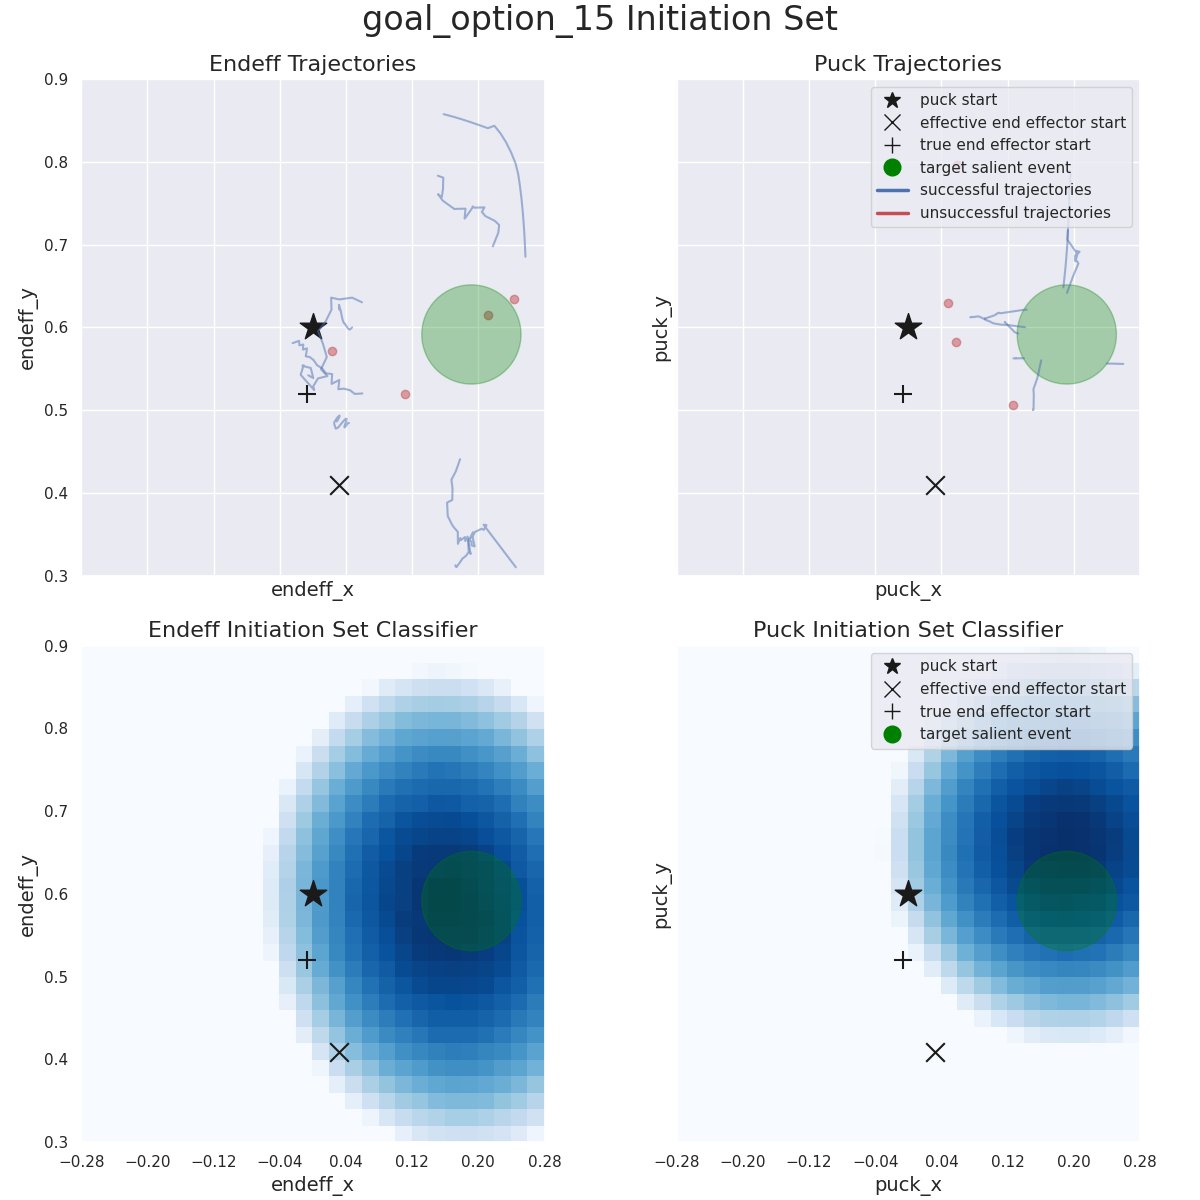 goal_option_15 Initiation Set
Endeff Trajectories
0.9
0.8
0.7
0.6
0.5
0.4
0.3
endeff_y
endeff_x
Puck Trajectories
puck start
effective end effector start
true end effector start
target salient event
successful trajectories
unsuccessful trajectories
puck_y
puck_x
Endeff Initiation Set Classifier
0.9
0.8
0.7
0.6
0.5
0.4
0.3
endeff_y
−0.28 −0.20 −0.12 −0.04 0.04 0.12 0.20 0.28
endeff_x
Puck Initiation Set Classifier
puck start
effective end effector start
true end effector start
target salient event
puck_y
−0.28 −0.20 −0.12 −0.04 0.04 0.12 0.20 0.28
puck_x